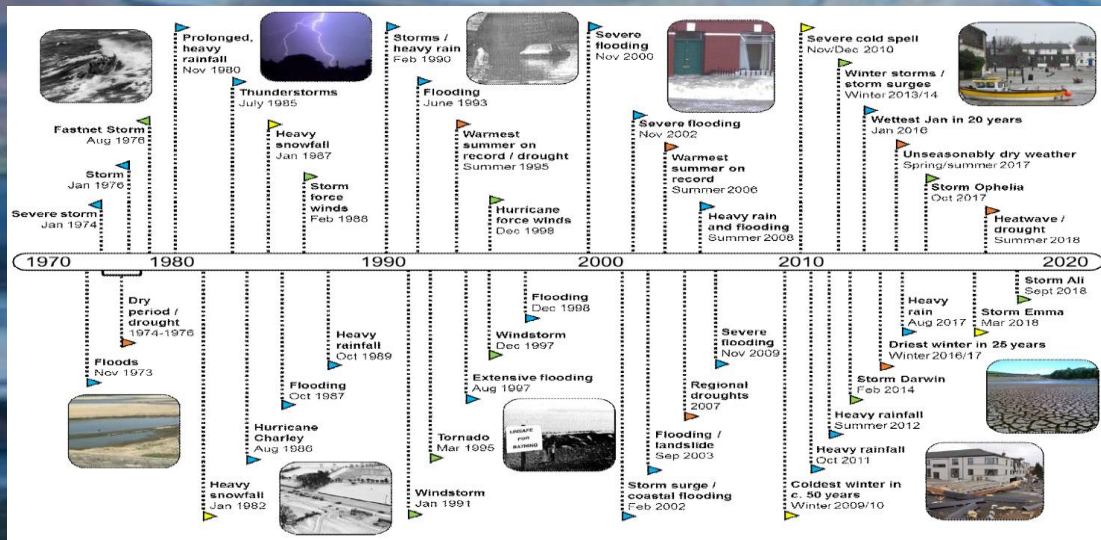 Fastnet Storm
Aug 1976
Storm
Jan 1976
Severe storm
Jan 1974
Prolonged,
heavy
rainfall
Nov 1980
Thunderstorms
July 1985
Heavy
snowfall
Jan 1987
Storm
force
winds
Feb 1988
Storms /
heavy rain
Feb 1990
Flooding
June 1993
Warmest
summer on
record / drought
Summer 1995
Hurricane
force winds
Dec 1998
Severe
flooding
Nov 2000
Severe flooding
Nov 2002
Warmest
summer on
record
Summer 2006
Heavy rain
and flooding
Summer 2008
Severe cold spell
Nov/Dec 2010
Winter storms /
storm surges
Winter 2013/14
Wettest Jan in 20 years
Jan 2016
Unseasonably dry weather
Spring/summer 2017
Storm Ophelia
Oct 2017
Heatwave /
drought
Summer 2018
1970
1980
1990
2000
2010
2020
Dry
period /
drought
1974-1976
Floods
Nov 1973
Heavy
snowfall
Jan 1982
Hurricane
Charley
Aug 1986
Flooding
Oct 1987
Heavy
rainfall
Oct 1989
Windstorm
Jan 1991
Tornado
Mar 1995
Extensive flooding
Aug 1997
Windstorm
Dec 1997
Flooding
Dec 1998
UNSAFE
FOR
BATHING
Storm surge /
coastal flooding
Feb 2002
Flooding /
landslide
Sep 2003
Regional
droughts
2007
Severe
flooding
Nov 2009
Coldest winter in
c. 50 years
Winter 2009/10
Heavy rainfall
Oct 2011
Heavy rainfall
Summer 2012
Storm Darwin
Feb 2014
Driest winter in 25 years
Winter 2016/17
Heavy
rain
Aug 2017
Storm Emma
Mar 2018
Storm Ali
Sept 2018